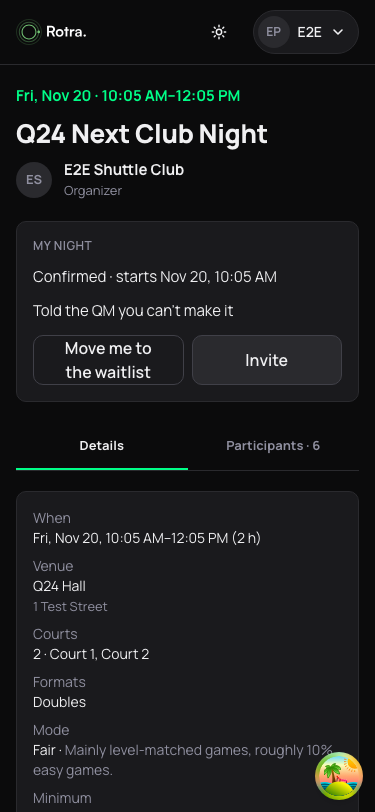 Rotra.
EP E2E
Fri, Nov 20 · 10:05 AM–12:05 PM
Q24 Next Club Night
ES
E2E Shuttle Club
Organizer
MY NIGHT
Confirmed · starts Nov 20, 10:05 AM
Told the QM you can't make it
Move me to
the waitlist
Invite
Details
Participants · 6
When
Fri, Nov 20, 10:05 AM–12:05 PM (2 h)
Venue
Q24 Hall
1 Test Street
Courts
2 · Court 1, Court 2
Formats
Doubles
Mode
Fair · Mainly level-matched games, roughly 10%
easy games.
Minimum